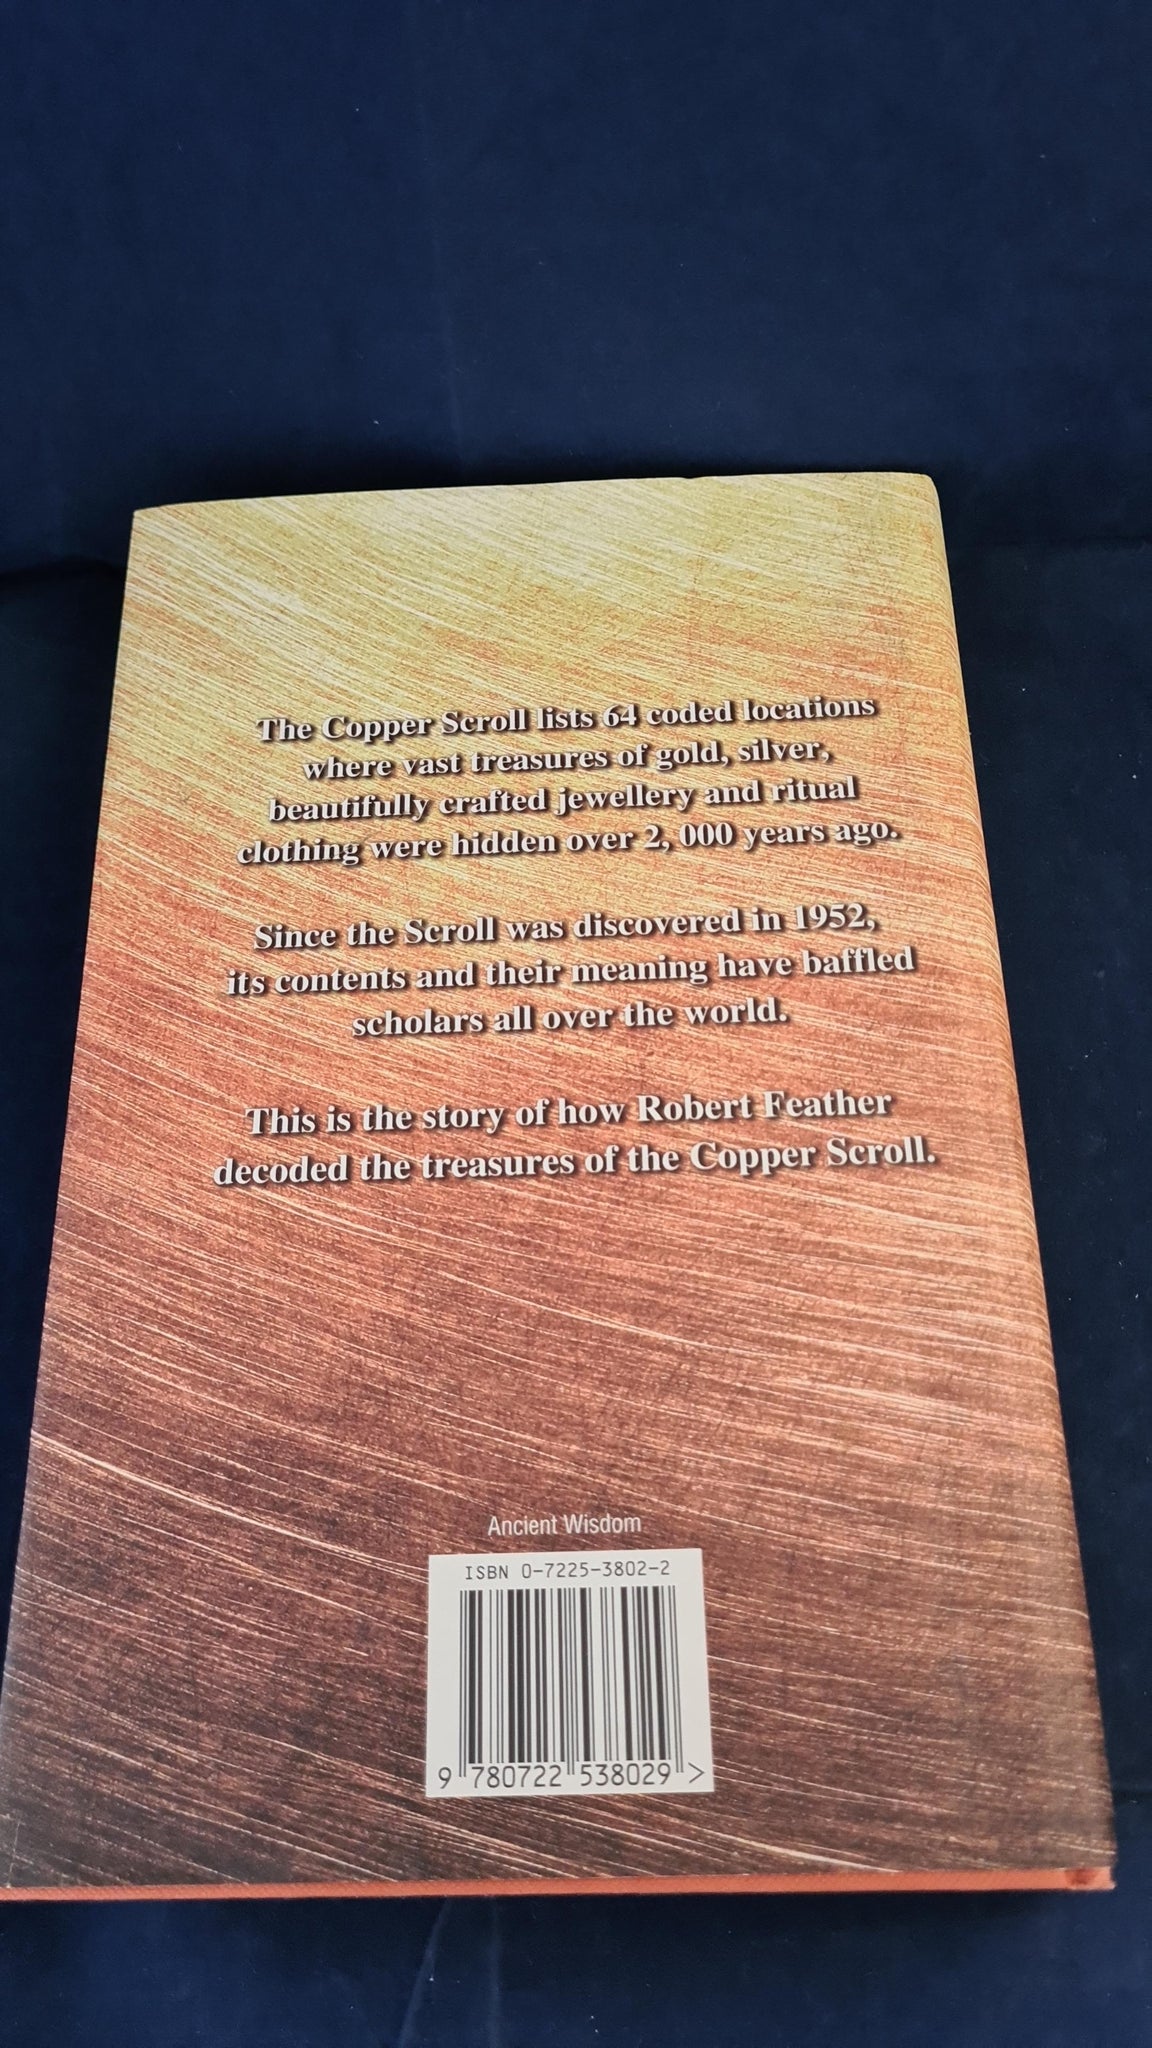 The Copper Scroll lists 64 coded locations
where vast treasures of gold, silver,
beautifully crafted jewellery and ritual
clothing were hidden over 2, 000 years ago.
Since the Scroll was discovered in 1952,
its contents and their meaning have baffled
scholars all over the world.
This is the story of how Robert Feather
decoded the treasures of the Copper Scroll.
Ancient Wisdom
ISBN 0-7225-3802-2
9 780722 538029 >